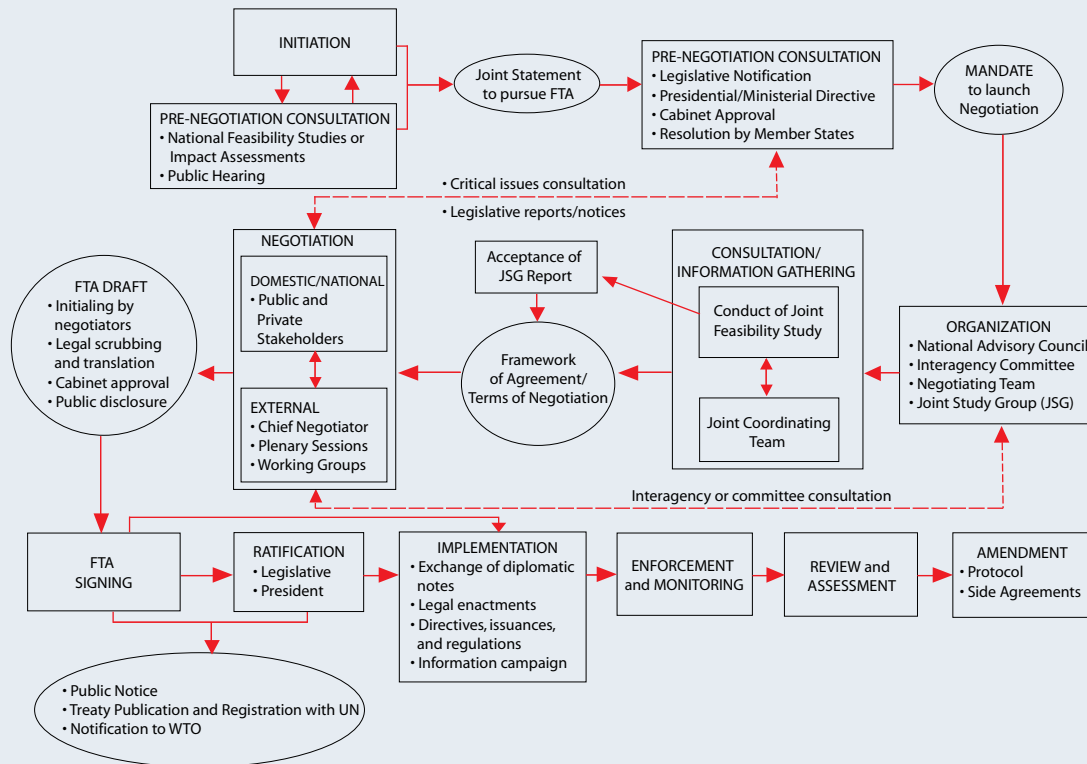 INITIATION
PRE-NEGOTIATION CONSULTATION
• National Feasibility Studies or
Impact Assessments
• Public Hearing
Joint Statement
to pursue FTA
PRE-NEGOTIATION CONSULTATION
• Legislative Notification
• Presidential/Ministerial Directive
• Cabinet Approval
• Resolution by Member States
MANDATE
to launch
Negotiation
• Critical issues consultation
• Legislative reports/notices
ORGANIZATION
• National Advisory Council
• Interagency Committee
• Negotiating Team
• Joint Study Group (JSG)
CONSULTATION/
INFORMATION GATHERING
Conduct of Joint
Feasibility Study
Joint Coordinating
Team
Acceptance of
JSG Report
Framework
of Agreement/
Terms of Negotiation
NEGOTIATION
DOMESTIC/NATIONAL
• Public and
Private
Stakeholders
EXTERNAL
• Chief Negotiator
• Plenary Sessions
• Working Groups
Interagency or committee consultation
FTA DRAFT
• Initialing by
negotiators
• Legal scrubbing
and translation
• Cabinet approval
• Public disclosure
FTA
SIGNING
RATIFICATION
• Legislative
• President
IMPLEMENTATION
• Exchange of diplomatic
notes
• Legal enactments
• Directives, issuances,
and regulations
• Information campaign
ENFORCEMENT
and MONITORING
REVIEW and
ASSESSMENT
AMENDMENT
• Protocol
• Side Agreements
• Public Notice
• Treaty Publication and Registration with UN
• Notification to WTO